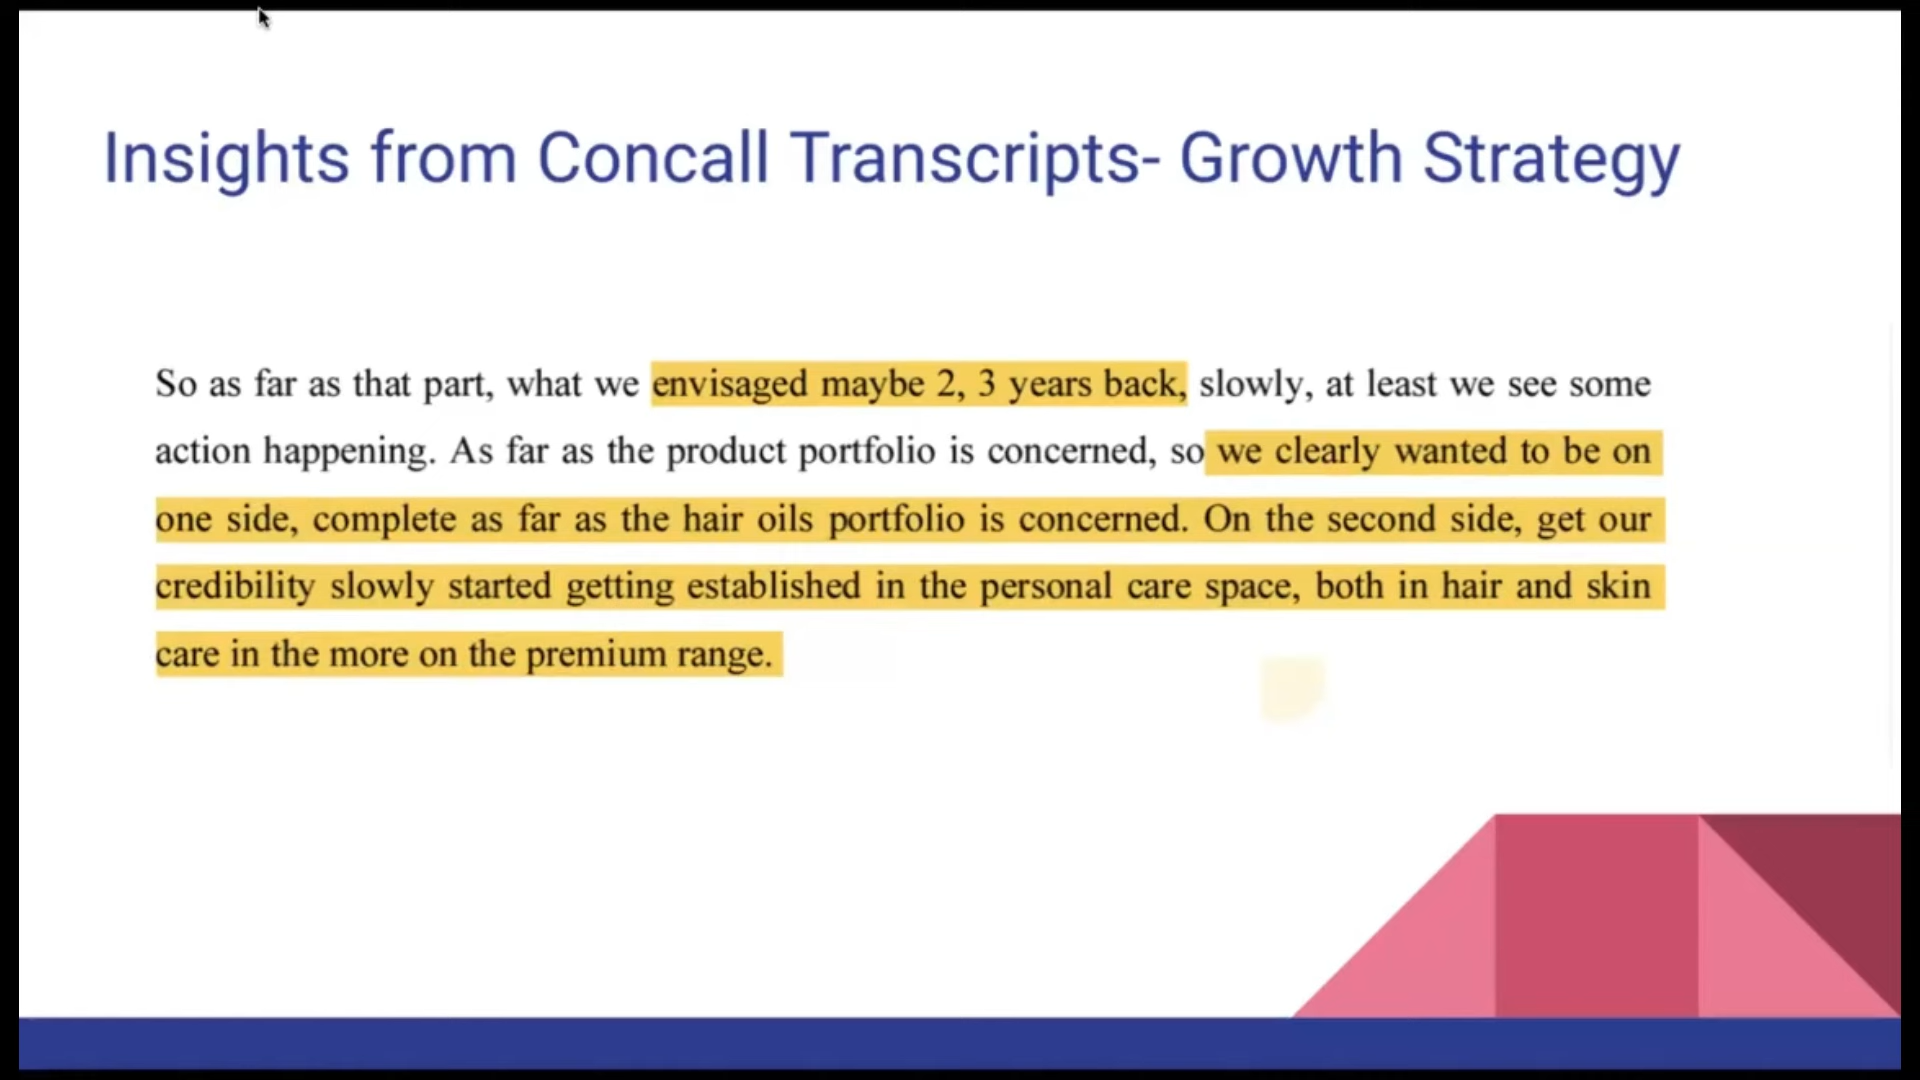 Insights from Concall Transcripts- Growth Strategy
So as far as that part, what we envisaged maybe 2, 3 years back, slowly, at least we see some
action happening. As far as the product portfolio is concerned, so we clearly wanted to be on
one side, complete as far as the hair oils portfolio is concerned. On the second side, get our
credibility slowly started getting established in the personal care space, both in hair and skin
care in the more on the premium range.